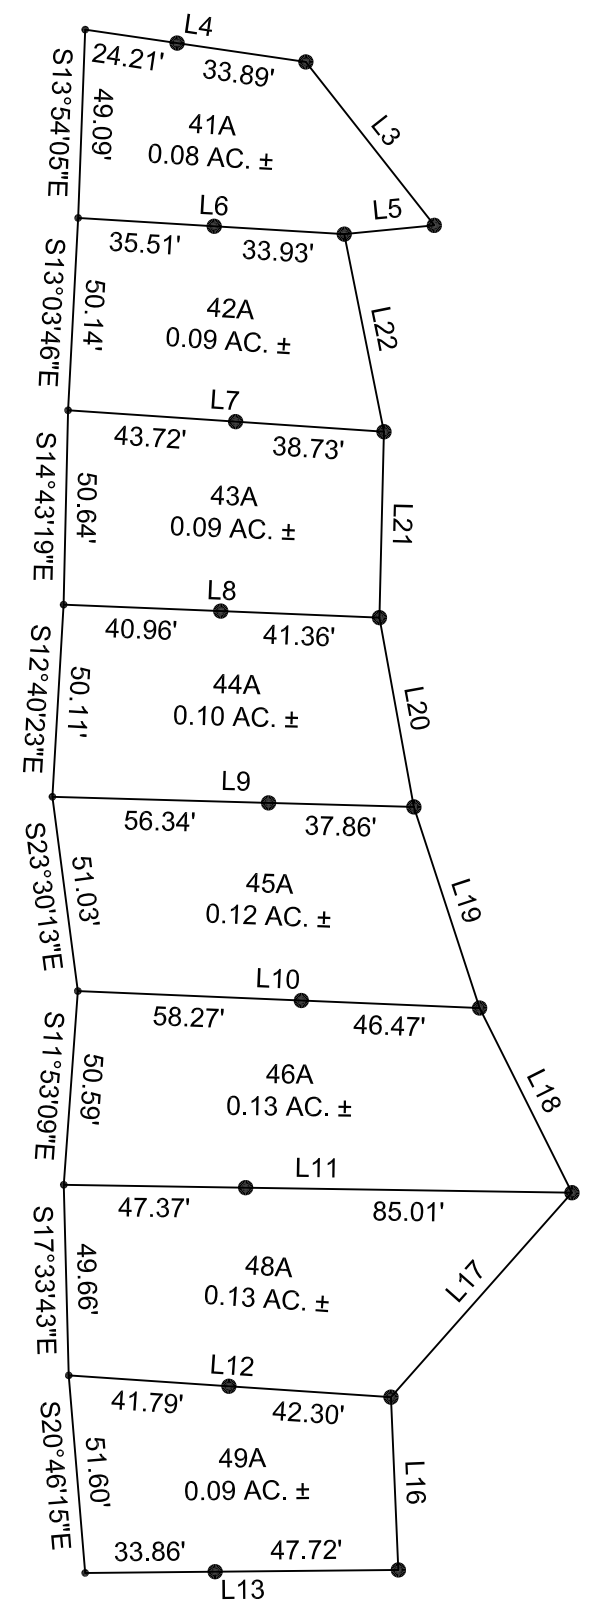 L4
24.21'
33.89'
S13°54'05"E
49.09'
41A
0.08 AC. ±
L3
L6
L5
35.51'
33.93'
S13°03'46"E
50.14'
42A
0.09 AC. ±
L22
L7
43.72'
38.73'
S14°43'19"E
50.64'
43A
0.09 AC. ±
L21
L8
40.96'
41.36'
S12°40'23"E
50.11'
44A
0.10 AC. ±
L20
L9
56.34'
37.86'
S23°30'13"E
51.03'
45A
0.12 AC. ±
L19
L10
58.27'
46.47'
S11°53'09"E
50.59'
46A
0.13 AC. ±
L18
L11
47.37'
85.01'
S17°33'43"E
49.66'
48A
0.13 AC. ±
L17
L12
41.79'
42.30'
S20°46'15"E
51.60'
49A
0.09 AC. ±
L16
33.86'
47.72'
L13